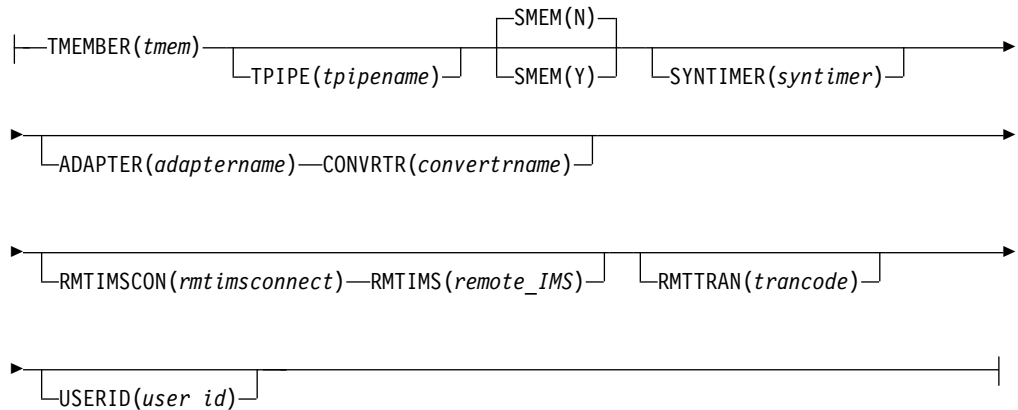 SMEM(N)
TMEMBER(tmem)
TPIPE(tpipename) SMEM(Y) SYNTIMER(syntimer)
ADAPTER(adaptername) CONVRTR(convertrname)
RMTIMSCON(rmtimsconnect) RMTIMS(remote_IMS) RMTTRAN(trancode)
USERID(user id)